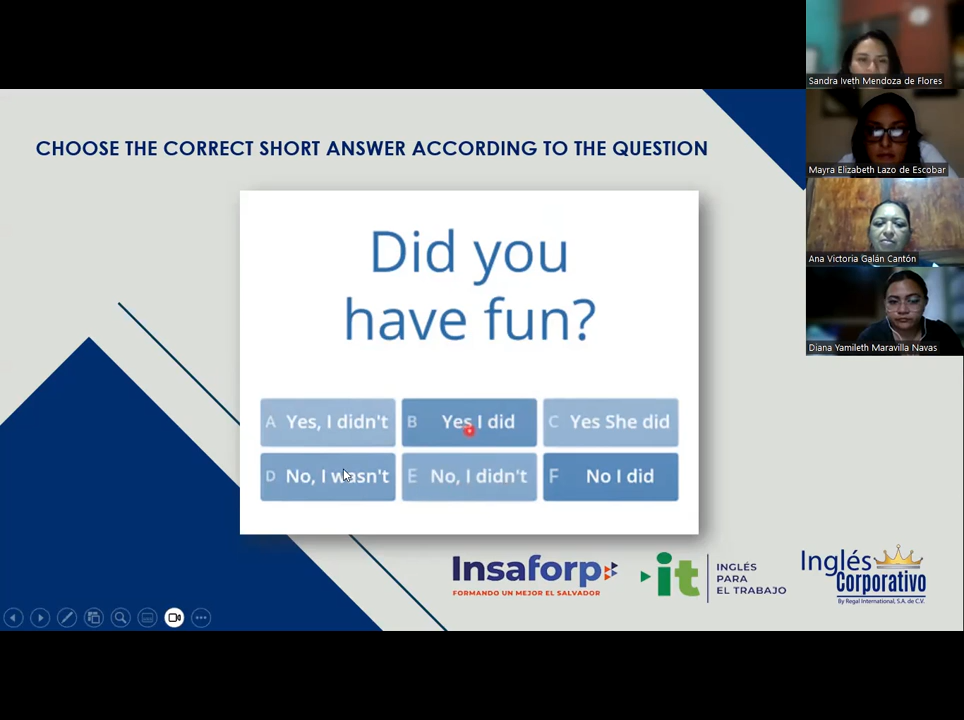 Sandra Iveth Mendoza de Flores
Mayra Elizabeth Lazo de Escobar
Ana Victoria Galán Cantón
Diana Yamileth Maravilla Navas
CHOOSE THE CORRECT SHORT ANSWER ACCORDING TO THE QUESTION
Did you
have fun?
A Yes, I didn't
B Yes I did
C Yes She did
D No, I wasn't
E No, I didn't
F No I did
Insaforp
FORMANDO UN MEJOR EL SALVADOR
it
INGLÉS
PARA
EL TRABAJO
Inglés
Corporativo
By Regal International, S.A. de C.V.